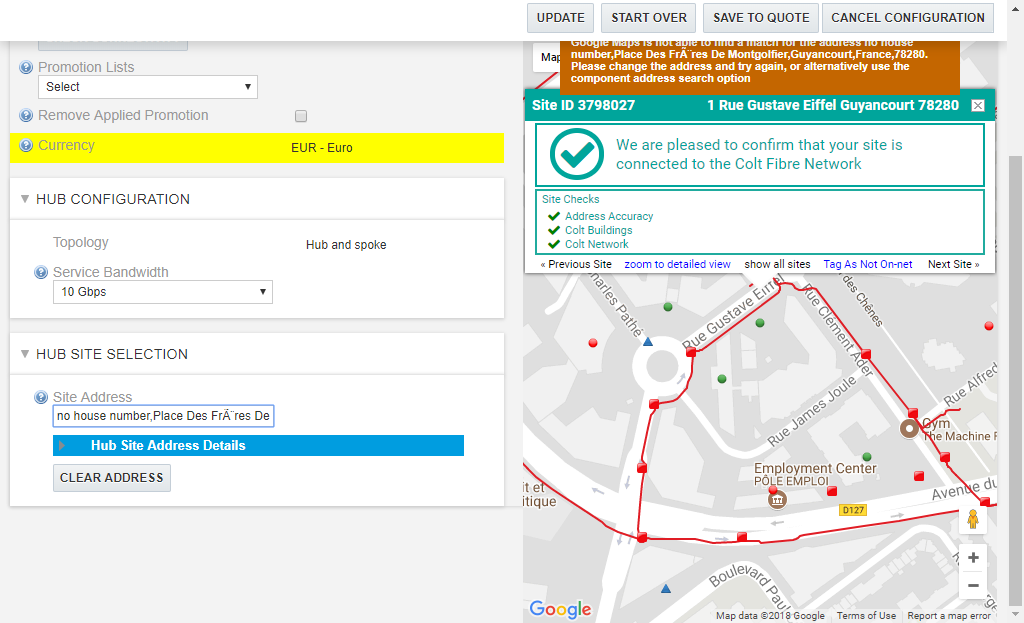 UPDATE
START OVER
SAVE TO QUOTE
CANCEL CONFIGURATION
Promotion Lists
Select
Remove Applied Promotion
Currency
EUR - Euro
HUB CONFIGURATION
Topology
Hub and spoke
Service Bandwidth
10 Gbps
HUB SITE SELECTION
Site Address
no house number,Place Des FrÃ¨res De
Hub Site Address Details
CLEAR ADDRESS
Map
Google Maps is not able to find a match for the address no house
number,Place Des FrÃ¨res De Montgolfier,Guyancourt,France,78280.
Please change the address and try again, or alternatively use the
component address search option
Site ID 3798027
1 Rue Gustave Eiffel Guyancourt 78280
We are pleased to confirm that your site is
connected to the Colt Fibre Network
Site Checks
Address Accuracy
Colt Buildings
Colt Network
« Previous Site
zoom to detailed view
show all sites
Tag As Not On-net
Next Site »
harles Pathé
Rue Gustave Eiffel
Rue Clément Ader
des Chênes
Rue James Joule
Rue Alfred
Gym
The Machine F
Employment Center
PÔLE EMPLOI
it et
itique
Avenue du
D127
Boulevard Paul
Google
Map data ©2018 Google
Terms of Use
Report a map error